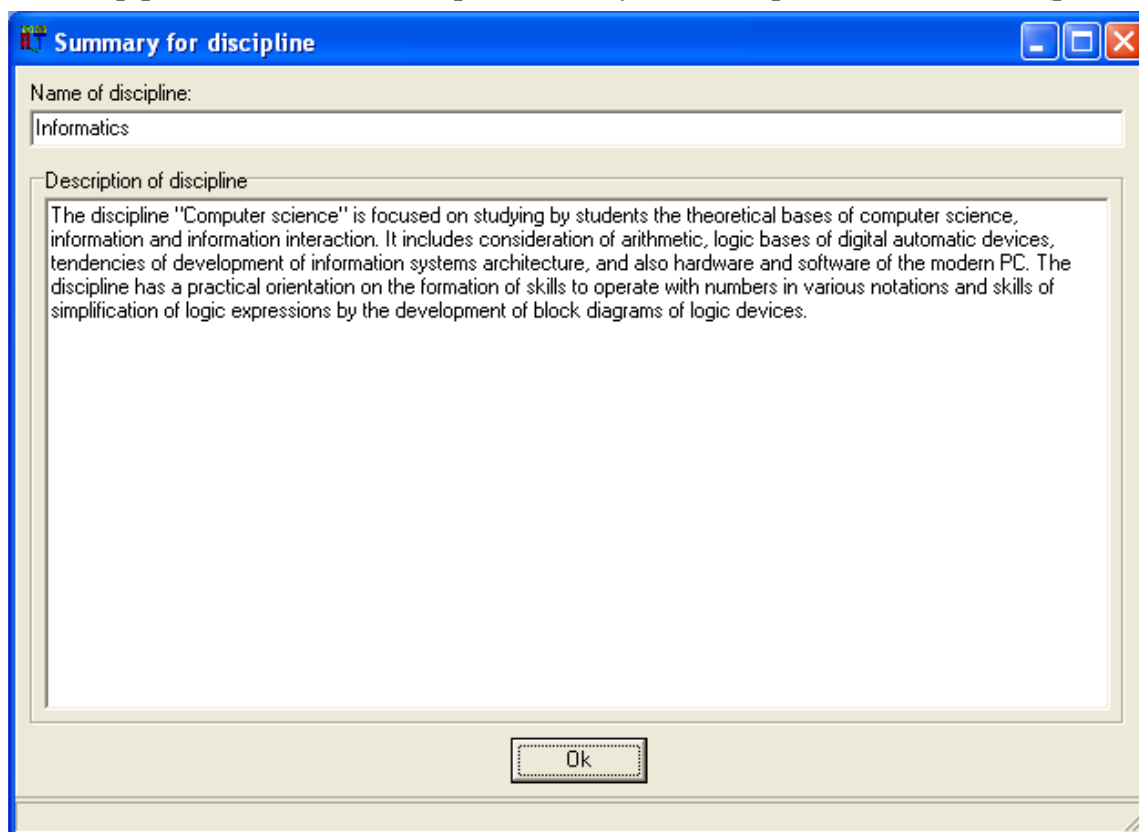 Summary for discipline
Name of discipline:
Informatics
Description of discipline
The discipline "Computer science" is focused on studying by students the theoretical bases of computer science,
information and information interaction. It includes consideration of arithmetic, logic bases of digital automatic devices,
tendencies of development of information systems architecture, and also hardware and software of the modern PC. The
discipline has a practical orientation on the formation of skills to operate with numbers in various notations and skills of
simplification of logic expressions by the development of block diagrams of logic devices.
Ok